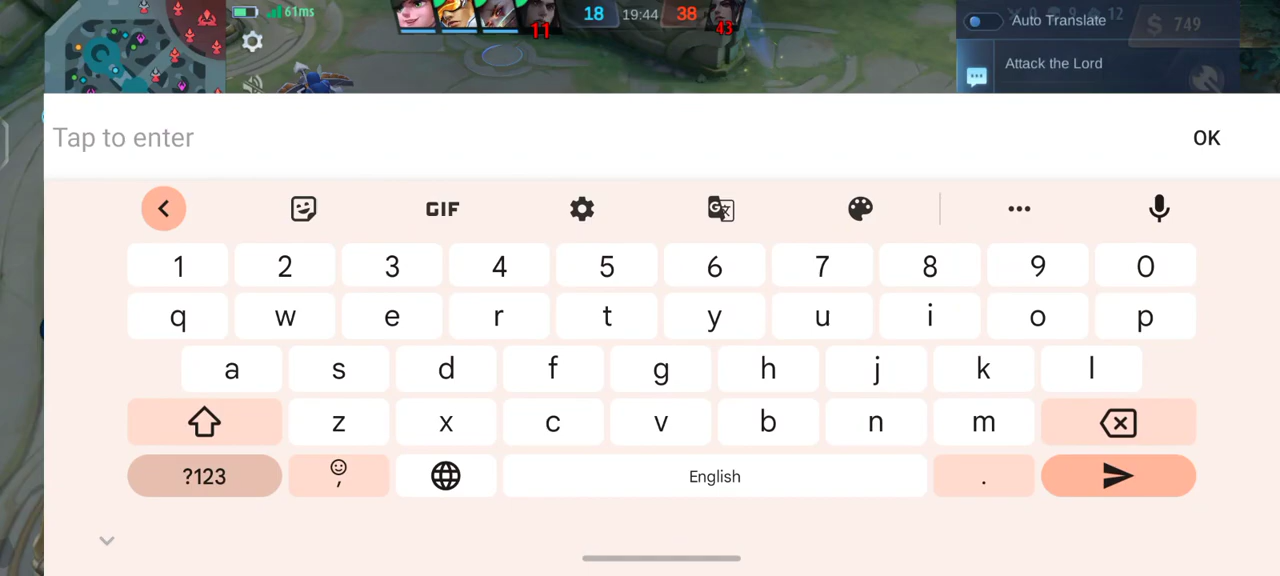 61ms
18 19:44 38
11
43
Auto Translate
$ 749
12
Attack the Lord
Tap to enter
OK
GIF
1 2 3 4 5 6 7 8 9 0
q w e r t y u i o p
a s d f g h j k l
z x c v b n m
?123 , English .